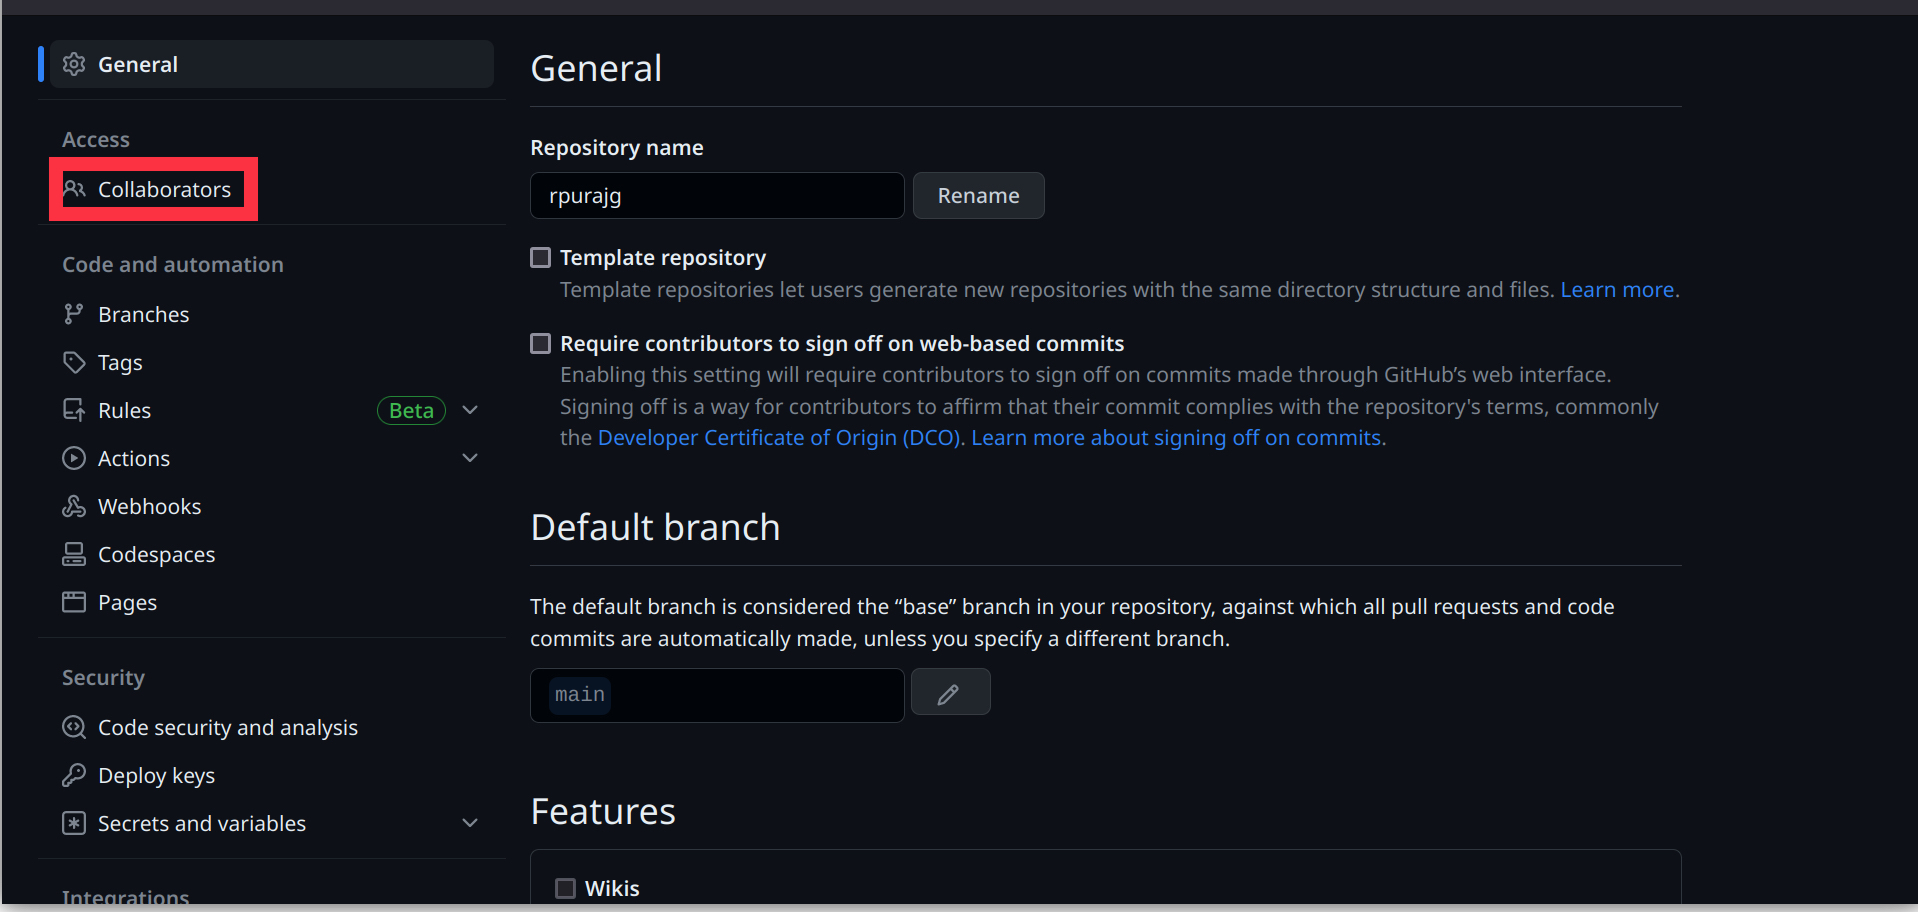 General
Access
Collaborators
Code and automation
Branches
Tags
Rules Beta
Actions
Webhooks
Codespaces
Pages
Security
Code security and analysis
Deploy keys
Secrets and variables
Integrations
General
Repository name
rpurajg Rename
Template repository
Template repositories let users generate new repositories with the same directory structure and files. Learn more.
Require contributors to sign off on web-based commits
Enabling this setting will require contributors to sign off on commits made through GitHub’s web interface.
Signing off is a way for contributors to affirm that their commit complies with the repository's terms, commonly
the Developer Certificate of Origin (DCO). Learn more about signing off on commits.
Default branch
The default branch is considered the “base” branch in your repository, against which all pull requests and code
commits are automatically made, unless you specify a different branch.
main
Features
Wikis